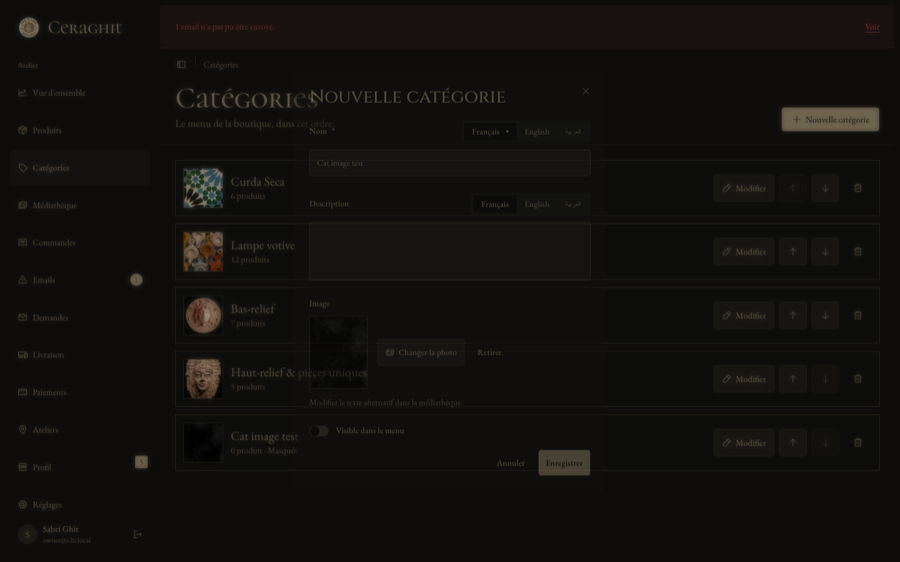 Ceraghit
1 email n'a pas pu être envoyé.
Voir
Atelier
Vue d'ensemble
Produits
Catégories
Médiathèque
Commandes
Emails
Demandes
Livraison
Paiements
Ateliers
Profil
Réglages
S
Sabri Ghit
Catégories
Catégories
Le menu de la boutique, dans cet ordre.
Nouvelle catégorie
Curda Seca
6 produits
Modifier
Lampe votive
12 produits
Modifier
Bas-relief
7 produits
Modifier
Haut-relief & pièces uniques
5 produits
Modifier
Cat image test
0 produit · Masqué
Modifier
Nouvelle catégorie
Nom *
Français
English
العربية
Cat image test
Description
Français
English
العربية
Image
Changer la photo
Retirer
Modifier le texte alternatif dans la médiathèque
Visible dans le menu
Annuler
Enregistrer